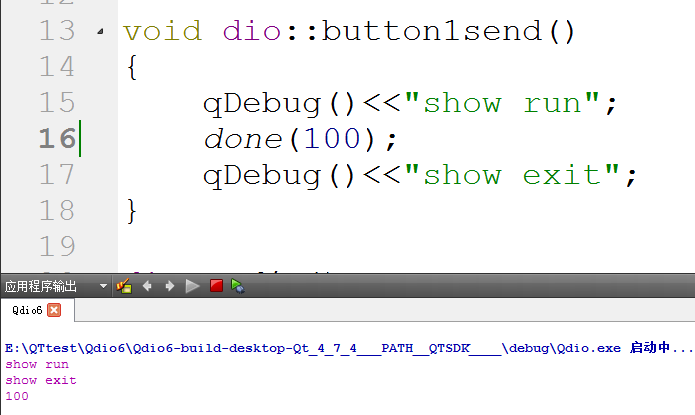 13 void dio::button1send()
14 {
15 qDebug()<<"show run";
16 done(100);
17 qDebug()<<"show exit";
18 }
19
应用程序输出
Qdio6
E:\QTtest\Qdio6\Qdio6-build-desktop-Qt_4_7_4___PATH__QTSDK____\debug\Qdio.exe 启动中...
show run
show exit
100